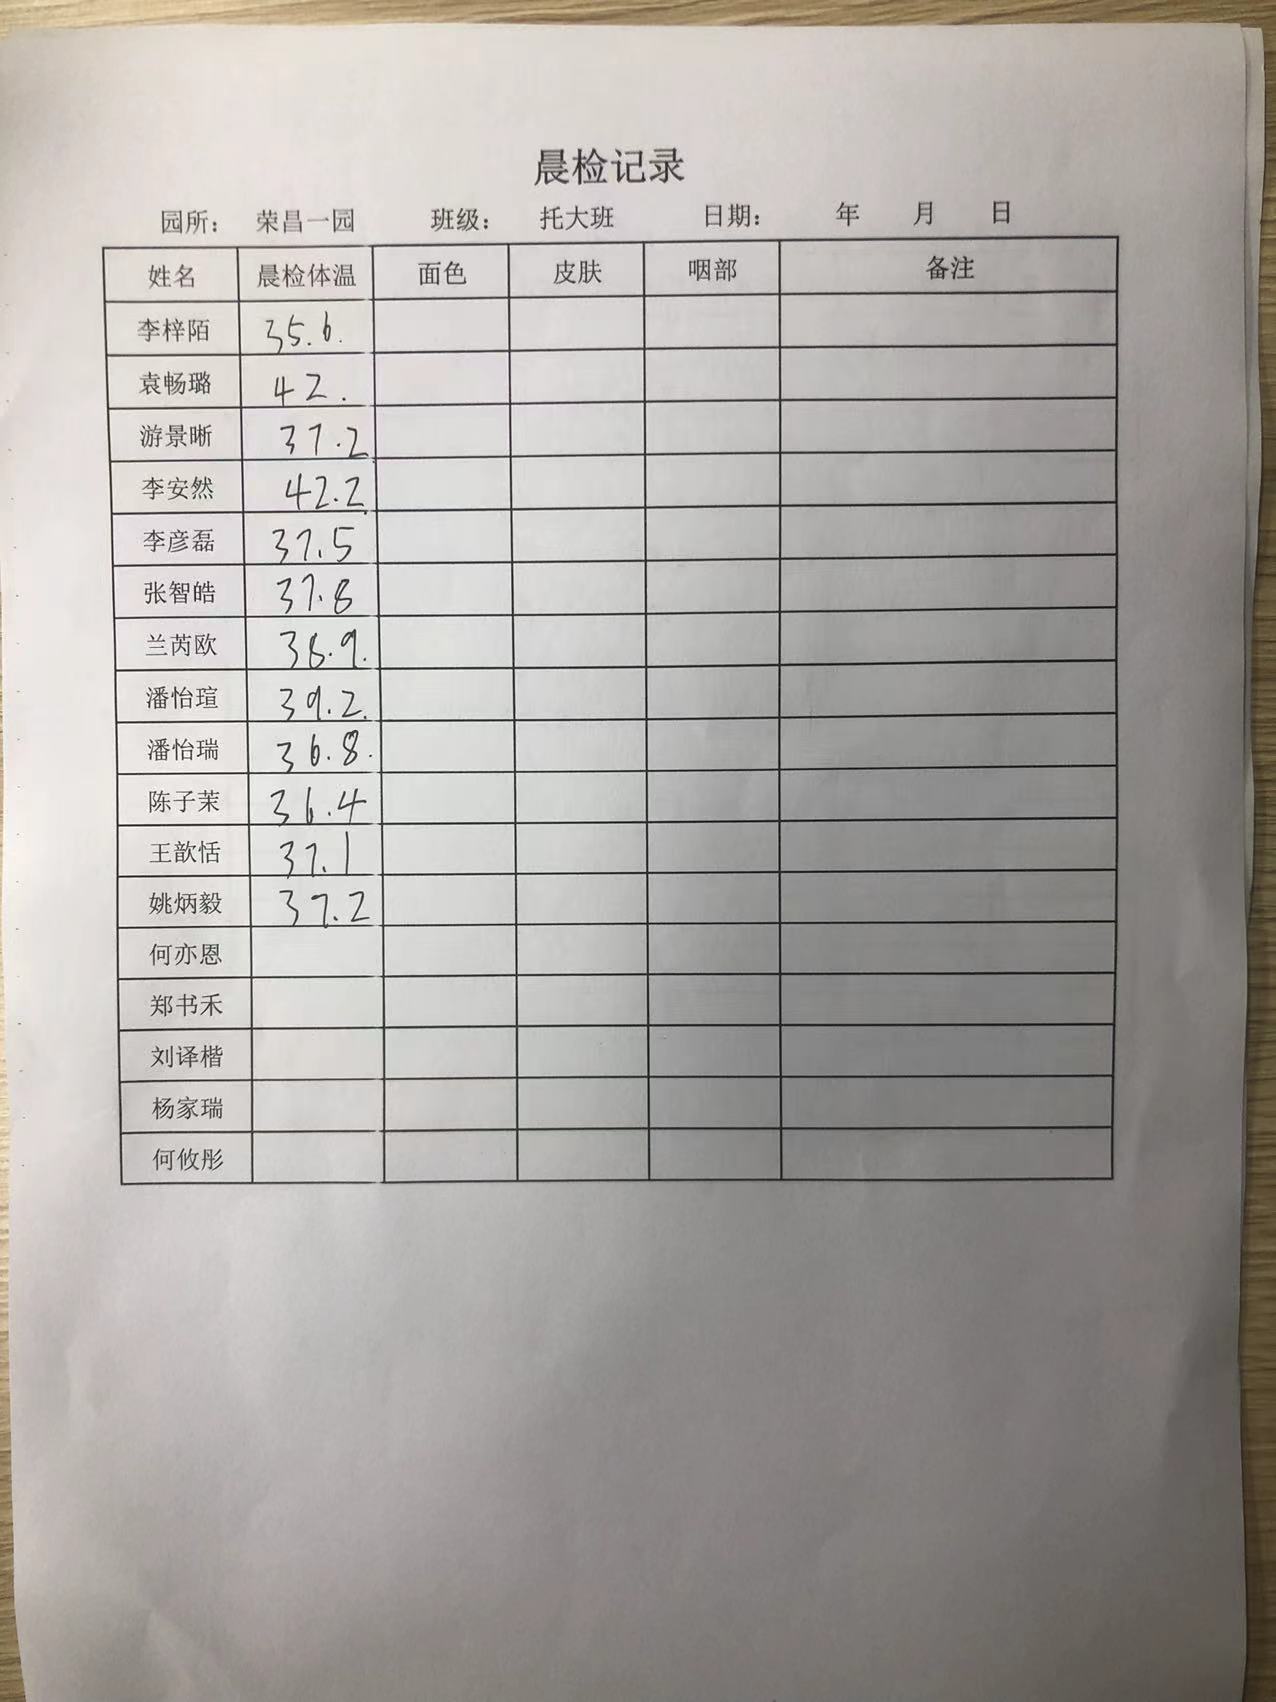 晨检记录
园所： 荣昌一园 班级： 托大班 日期： 年 月 日
姓名 晨检体温 面色 皮肤 咽部 备注
李梓陌 35.6.
袁畅璐 42.
游景晰 37.2
李安然 42.2
李彦磊 37.5
张智皓 37.8
兰芮欧 36.9.
潘怡瑄 39.2.
潘怡瑞 36.8.
陈子茉 36.4
王歆恬 37.1
姚炳毅 37.2
何亦恩
郑书禾
刘译楷
杨家瑞
何攸彤